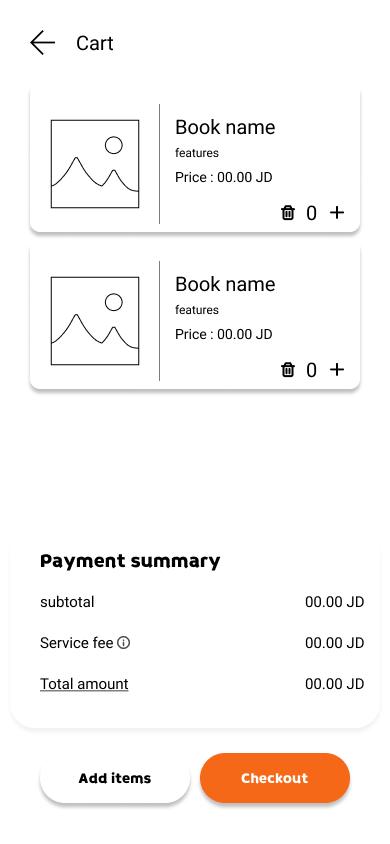 Cart
Book name
features
Price : 00.00 JD
0
Book name
features
Price : 00.00 JD
0
Payment summary
subtotal 00.00 JD
Service fee 00.00 JD
Total amount 00.00 JD
Add items Checkout